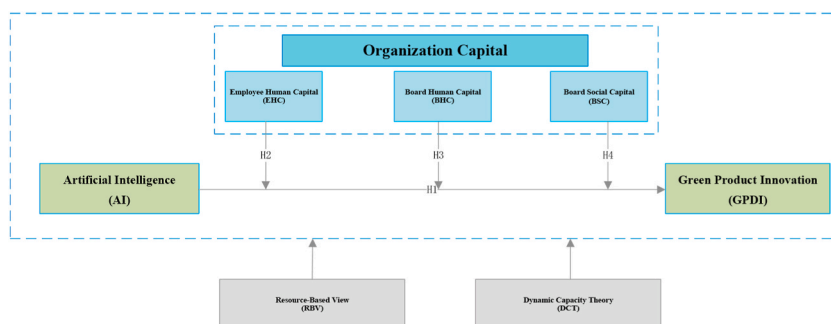 Organization Capital
Employee Human Capital
(EHC)
Board Human Capital
(BHC)
Board Social Capital
(BSC)
H2
H3
H4
Artificial Intelligence
(AI)
H1
Green Product Innovation
(GPDI)
Resource-Based View
(RBV)
Dynamic Capacity Theory
(DCT)